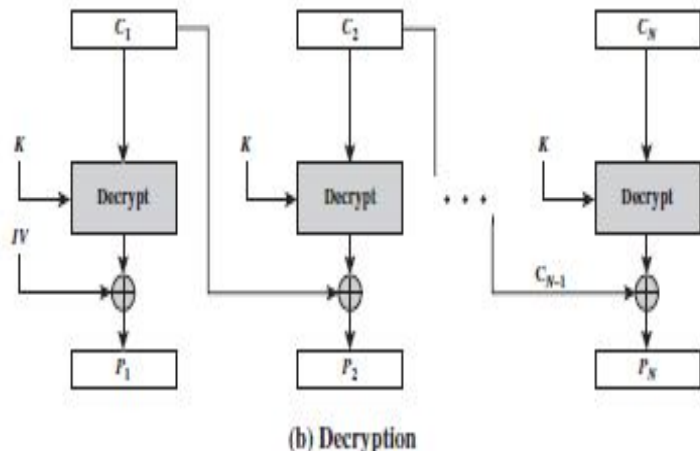 C1 C2 CN
K K K
Decrypt Decrypt Decrypt
IV
CN–1
P1 P2 PN
(b) Decryption